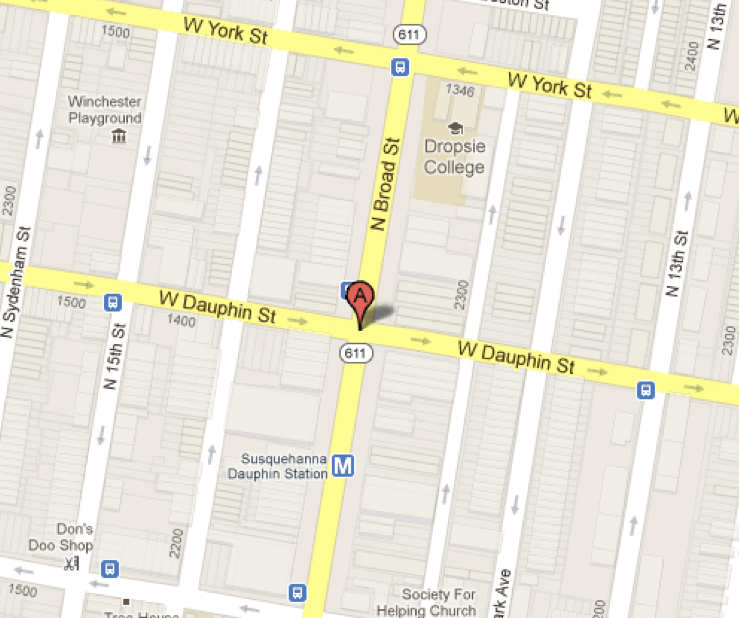 611
N 13th
W York St
1500
W York St
2400
1346
Winchester
Playground
Dropsie
College
N Broad St
2300
N Sydenham St
N 13th St
A
W Dauphin St
1500
1400
2300
611
W Dauphin St
2300
N 15th St
Susquehanna
Dauphin Station
M
Don's
Doo Shop
2200
1500
Society For
Helping Church